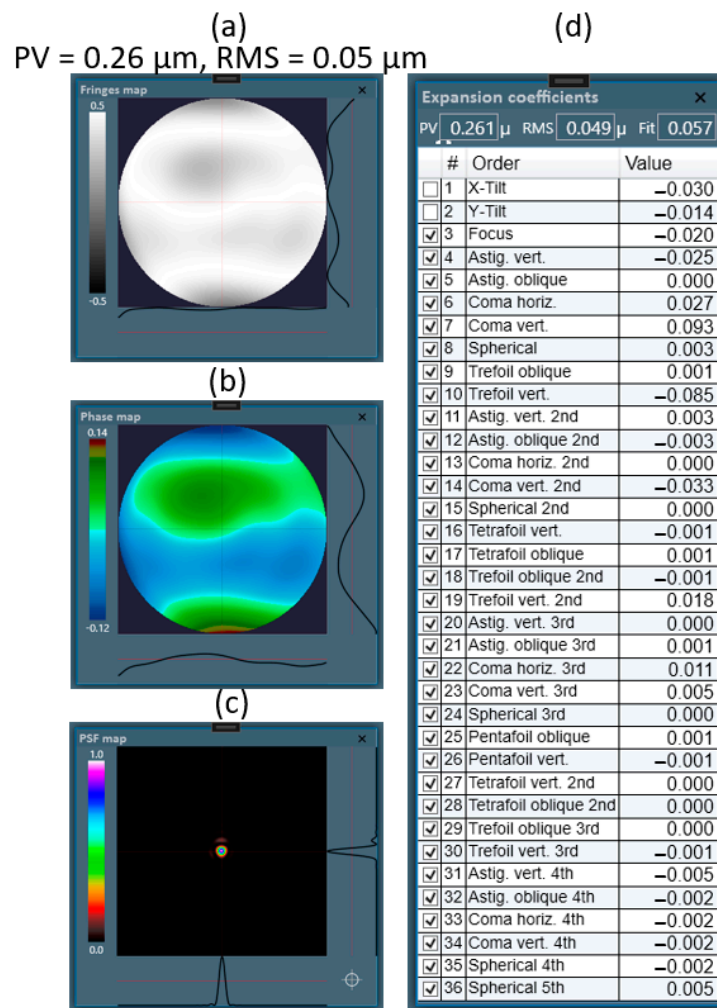 (a)
PV = 0.26 μm, RMS = 0.05 μm
Fringes map ×
0.5
-0.5
(b)
Phase map ×
0.14
-0.12
(c)
PSF map ×
1.0
0.0
(d)
Expansion coefficients ×
PV 0.261 μ RMS 0.049 μ Fit 0.057
# Order Value
1 X-Tilt −0.030
2 Y-Tilt −0.014
3 Focus −0.020
4 Astig. vert. −0.025
5 Astig. oblique 0.000
6 Coma horiz. 0.027
7 Coma vert. 0.093
8 Spherical 0.003
9 Trefoil oblique 0.001
10 Trefoil vert. −0.085
11 Astig. vert. 2nd 0.003
12 Astig. oblique 2nd −0.003
13 Coma horiz. 2nd 0.000
14 Coma vert. 2nd −0.033
15 Spherical 2nd 0.000
16 Tetrafoil vert. −0.001
17 Tetrafoil oblique 0.001
18 Trefoil oblique 2nd −0.001
19 Trefoil vert. 2nd 0.018
20 Astig. vert. 3rd 0.000
21 Astig. oblique 3rd 0.001
22 Coma horiz. 3rd 0.011
23 Coma vert. 3rd 0.005
24 Spherical 3rd 0.000
25 Pentafoil oblique 0.001
26 Pentafoil vert. −0.001
27 Tetrafoil vert. 2nd 0.000
28 Tetrafoil oblique 2nd 0.000
29 Trefoil oblique 3rd 0.000
30 Trefoil vert. 3rd −0.001
31 Astig. vert. 4th −0.005
32 Astig. oblique 4th −0.002
33 Coma horiz. 4th −0.002
34 Coma vert. 4th −0.002
35 Spherical 4th −0.002
36 Spherical 5th 0.005